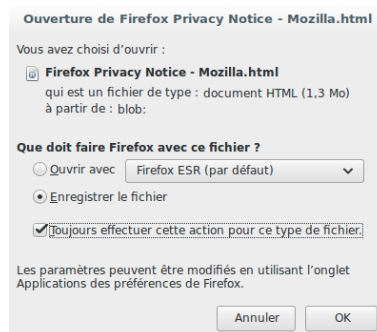 Ouverture de Firefox Privacy Notice - Mozilla.html
Vous avez choisi d'ouvrir :
Firefox Privacy Notice - Mozilla.html
qui est un fichier de type : document HTML (1,3 Mo)
à partir de : blob:
Que doit faire Firefox avec ce fichier ?
Ouvrir avec Firefox ESR (par défaut)
Enregistrer le fichier
Toujours effectuer cette action pour ce type de fichier.
Les paramètres peuvent être modifiés en utilisant l'onglet
Applications des préférences de Firefox.
Annuler OK